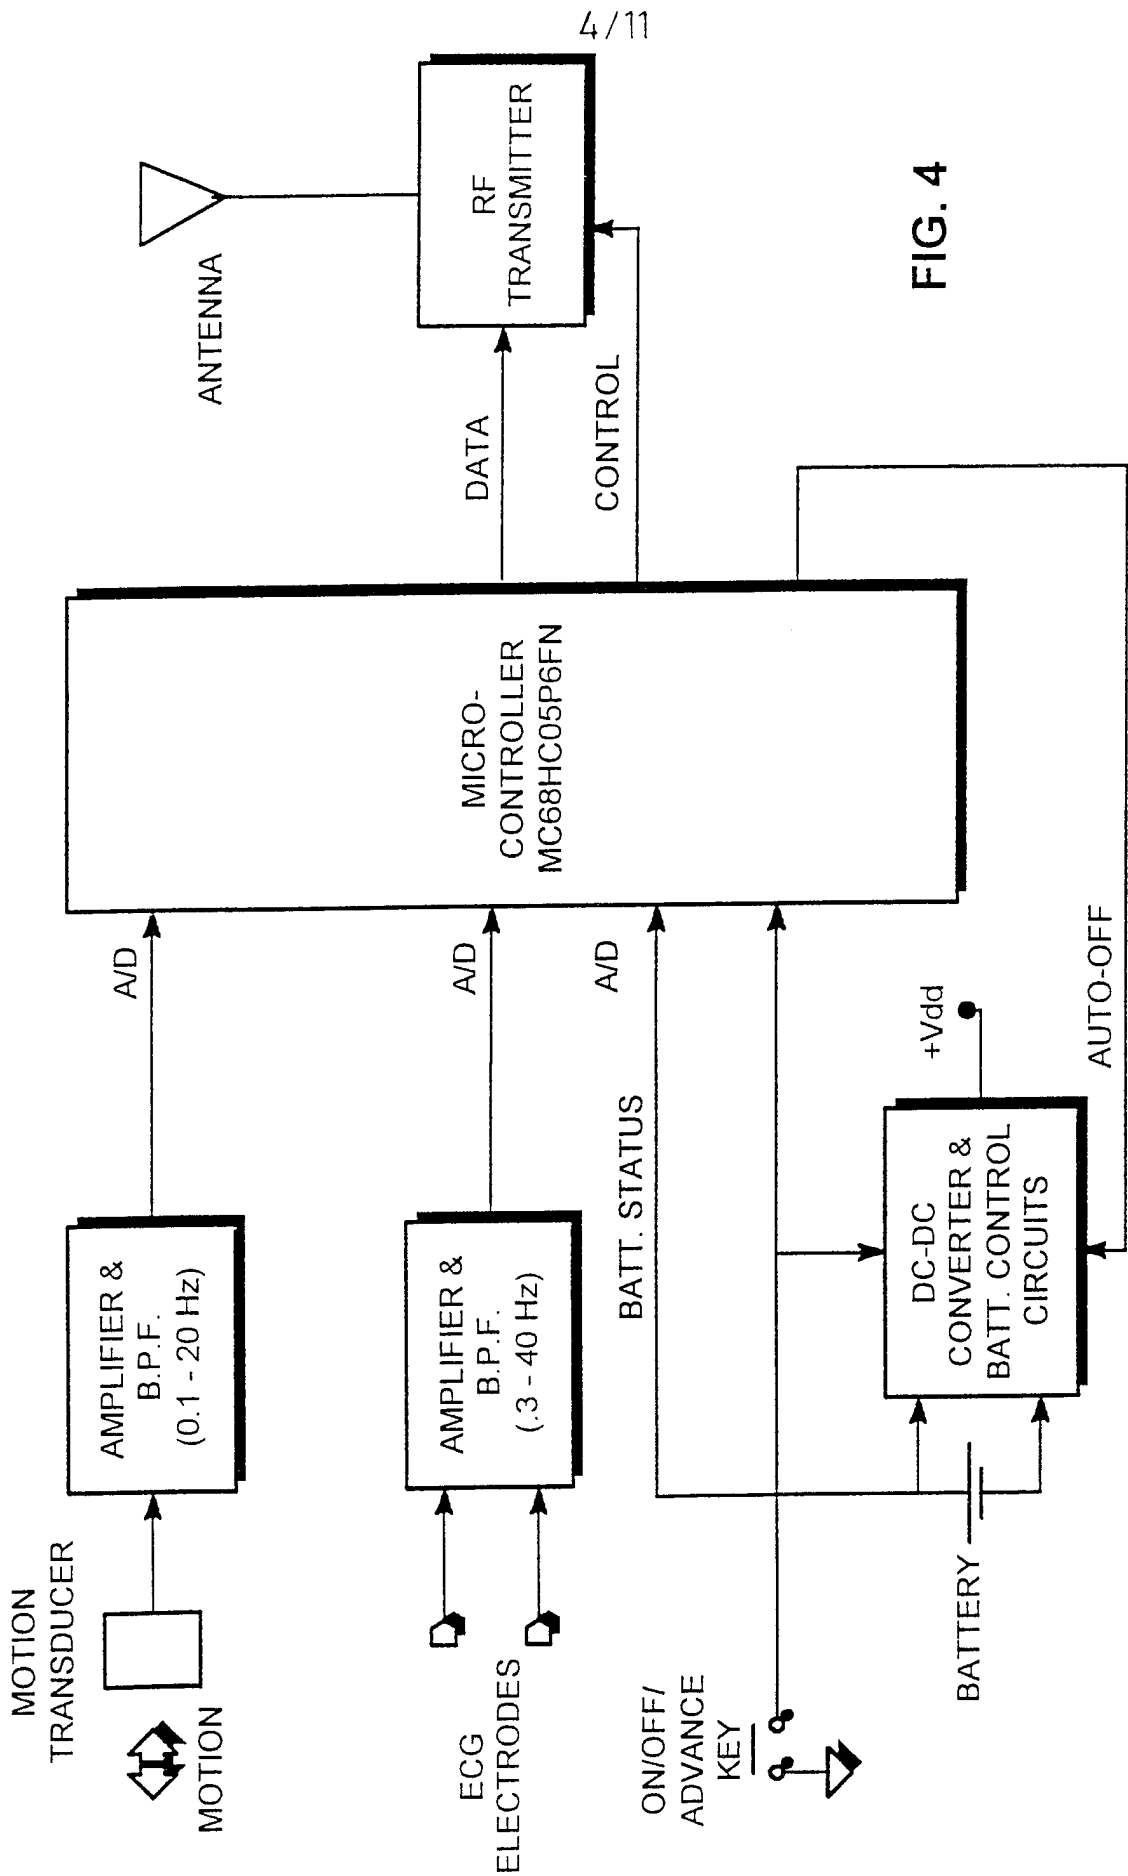 4/11
MOTION
TRANSDUCER
MOTION
AMPLIFIER &
B.P.F.
(0.1 - 20 Hz)
A/D
ECG
ELECTRODES
AMPLIFIER &
B.P.F.
(.3 - 40 Hz)
A/D
MICRO-
CONTROLLER
MC68HC05P6FN
ANTENNA
DATA
RF
TRANSMITTER
CONTROL
BATT. STATUS
A/D
ON/OFF/
ADVANCE
KEY
BATTERY
DC-DC
CONVERTER &
BATT. CONTROL
CIRCUITS
+Vdd
AUTO-OFF
FIG. 4